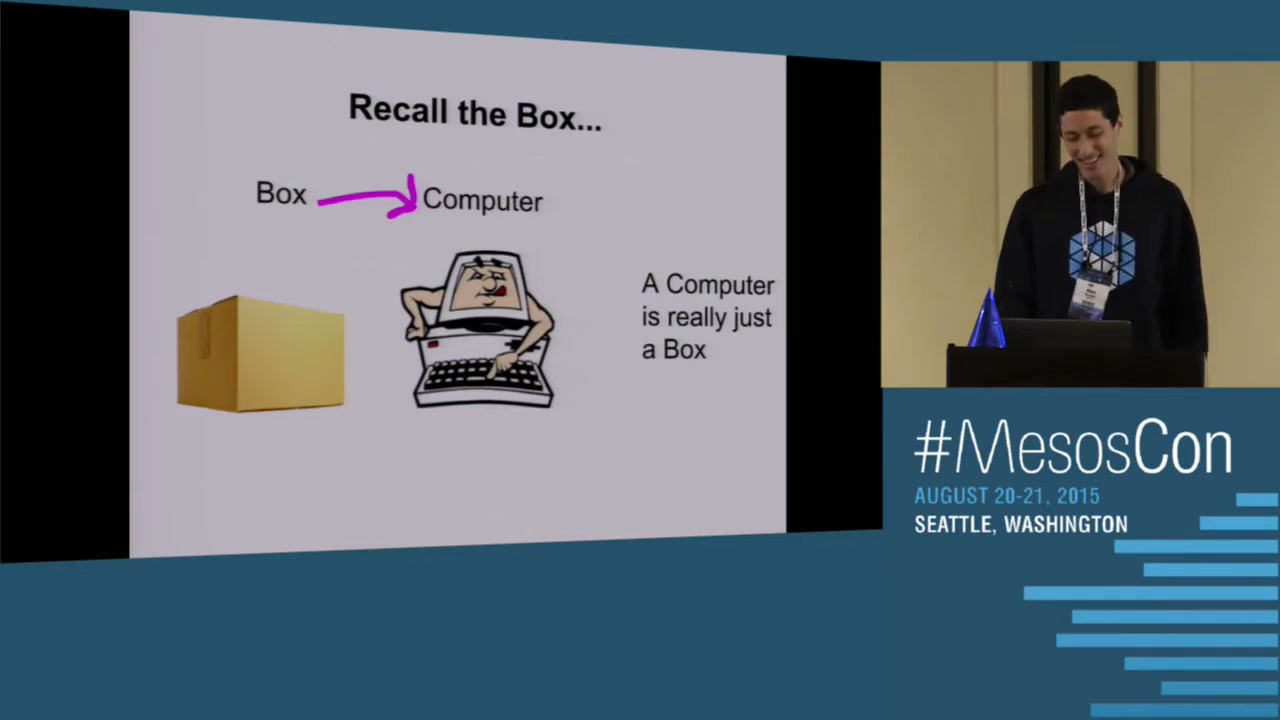 Recall the Box...
Box
Computer
A Computer
is really just
a Box
#MesosCon
AUGUST 20-21, 2015
SEATTLE, WASHINGTON